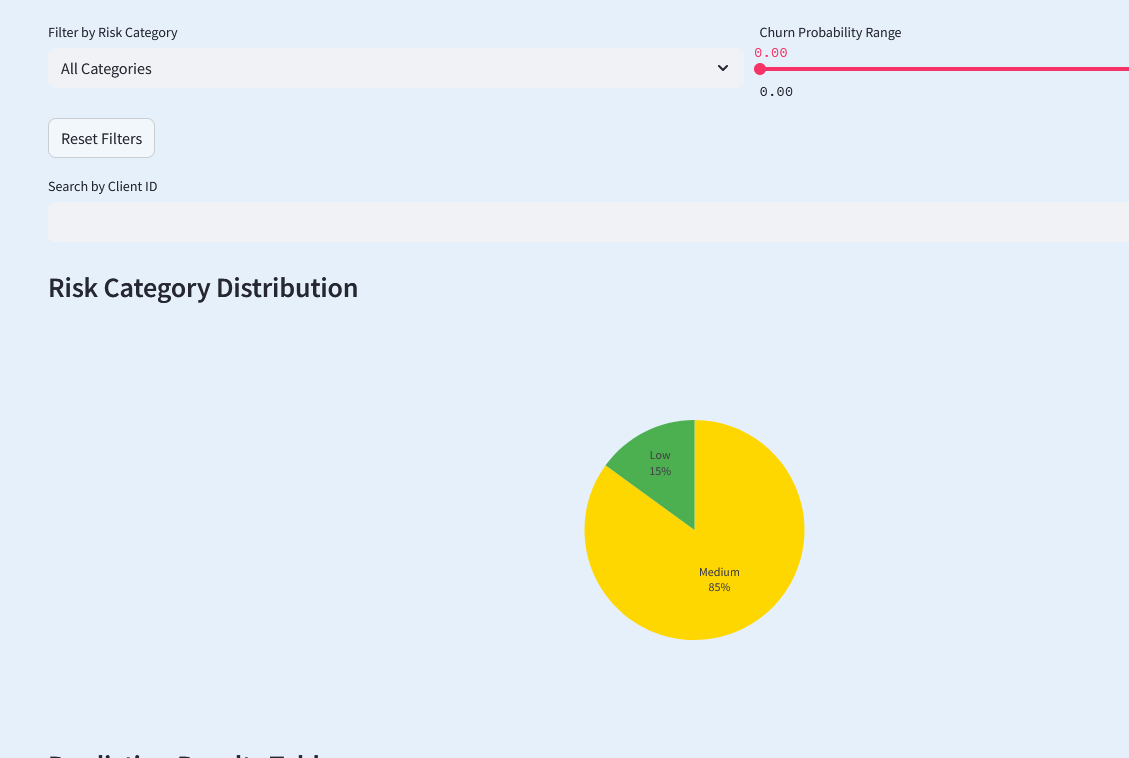 Filter by Risk Category
All Categories
Churn Probability Range
0.00
0.00
Reset Filters
Search by Client ID
Risk Category Distribution
Low
15%
Medium
85%